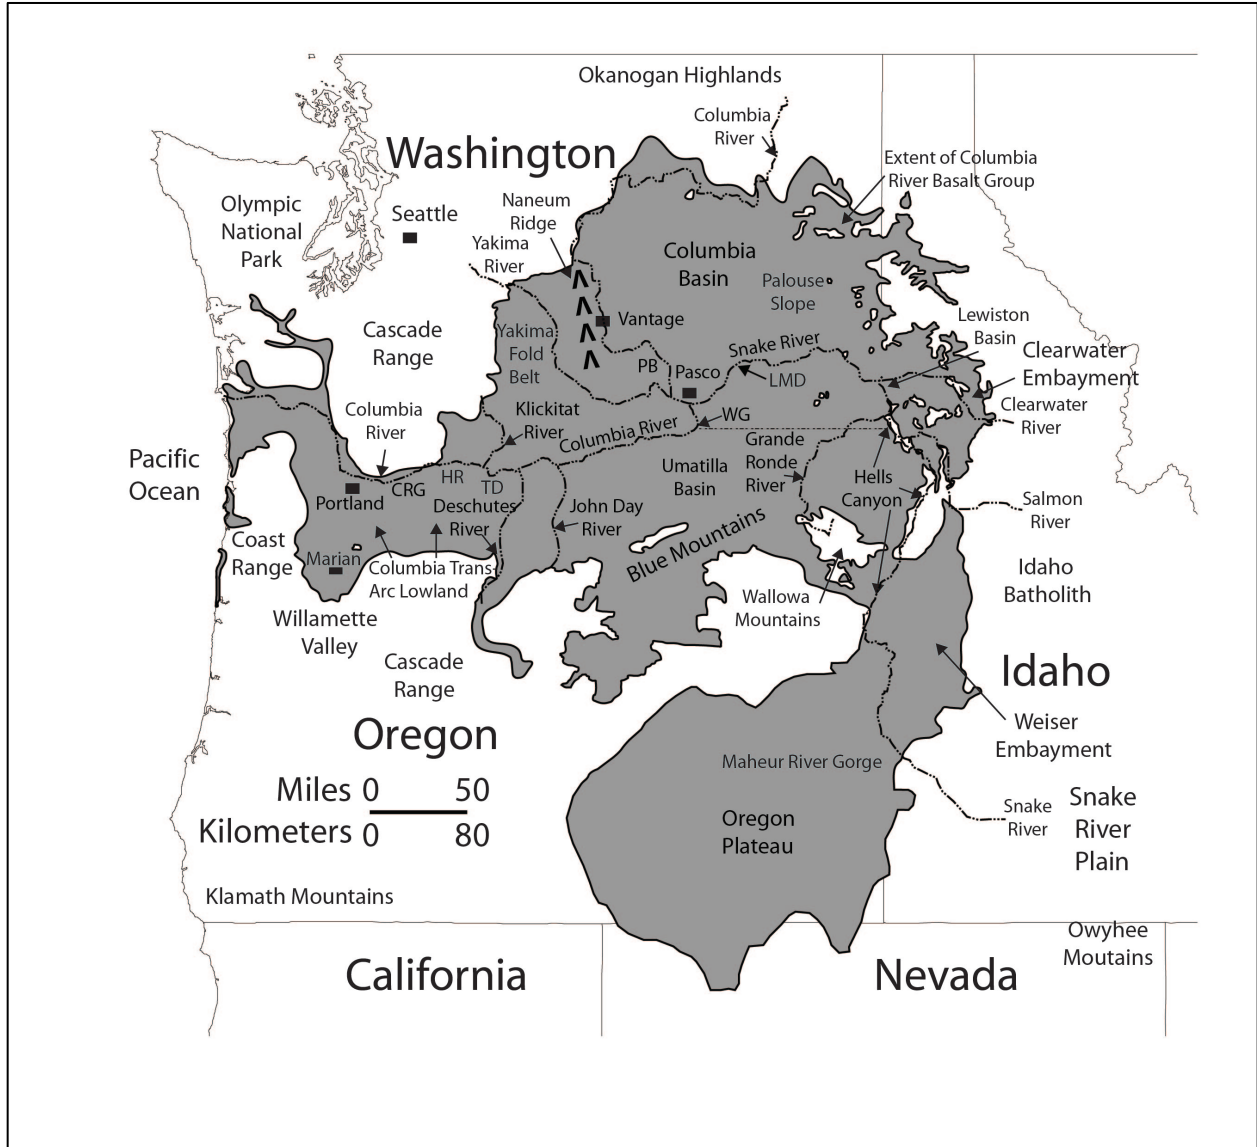 Okanogan Highlands
Columbia
River
Washington
Extent of Columbia
River Basalt Group
Naneum
Ridge
Olympic
National
Park
Seattle
Yakima
River
Columbia
Basin
Palouse
Slope
Cascade
Range
Yakima
Fold
Belt
Vantage
Lewiston
Basin
Snake River
Clearwater
Embayment
PB
Pasco
LMD
Clearwater
River
Columbia
River
Klickitat
River
Columbia River
WG
Grande
Ronde
River
Pacific
Ocean
Umatilla
Basin
Hells
Canyon
HR
TD
CRG
Portland
Deschutes
River
John Day
River
Salmon
River
Coast
Range
Marian
Columbia Trans-
Arc Lowland
Blue Mountains
Idaho
Batholith
Wallowa
Mountains
Willamette
Valley
Cascade
Range
Idaho
Oregon
Weiser
Embayment
Maheur River Gorge
Miles 0 50
Kilometers 0 80
Oregon
Plateau
Snake
River
Snake
River
Plain
Klamath Mountains
Owyhee
Moutains
California
Nevada